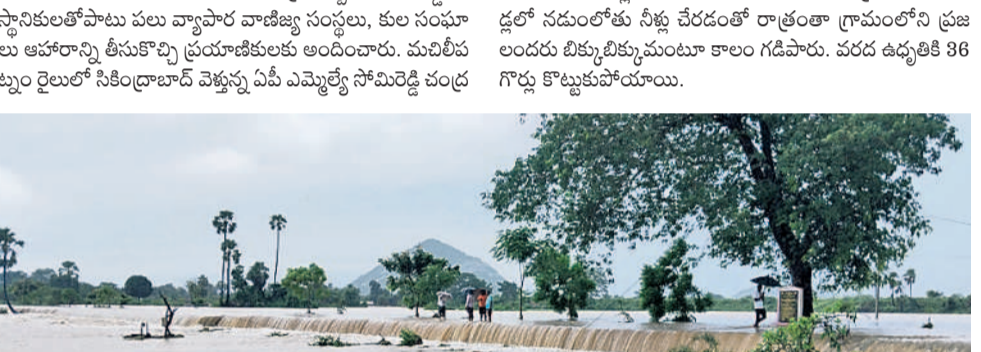 స్థానికులతోపాటు పలు వ్యాపార వాణిజ్య సంస్థలు, కుల సంఘా
లు ఆహారాన్ని తీసుకొచ్చి ప్రయాణికులకు అందించారు. మచిలీప
ట్నం రైలులో సికింద్రాబాద్ వెళ్తున్న ఏపీ ఎమ్మెల్యే సోమిరెడ్డి చంద్ర
డ్లలో నడుంలోతు నీళ్లు చేరడంతో రాత్రంతా గ్రామంలోని ప్రజ
లందరు బిక్కుబిక్కుమంటూ కాలం గడిపారు. వరద ఉధృతికి 36
గొర్లు కొట్టుకుపోయాయి.